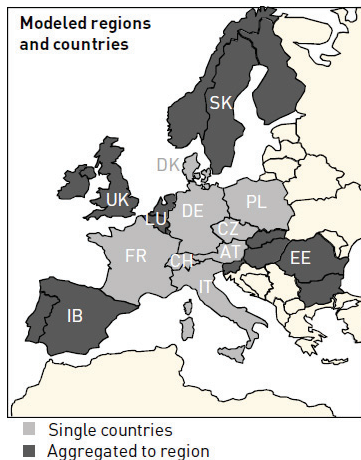 Modeled regions
and countries
SK
DK
UK
LU
DE
PL
CZ
FR
CH
AT
EE
IT
IB
Single countries
Aggregated to region